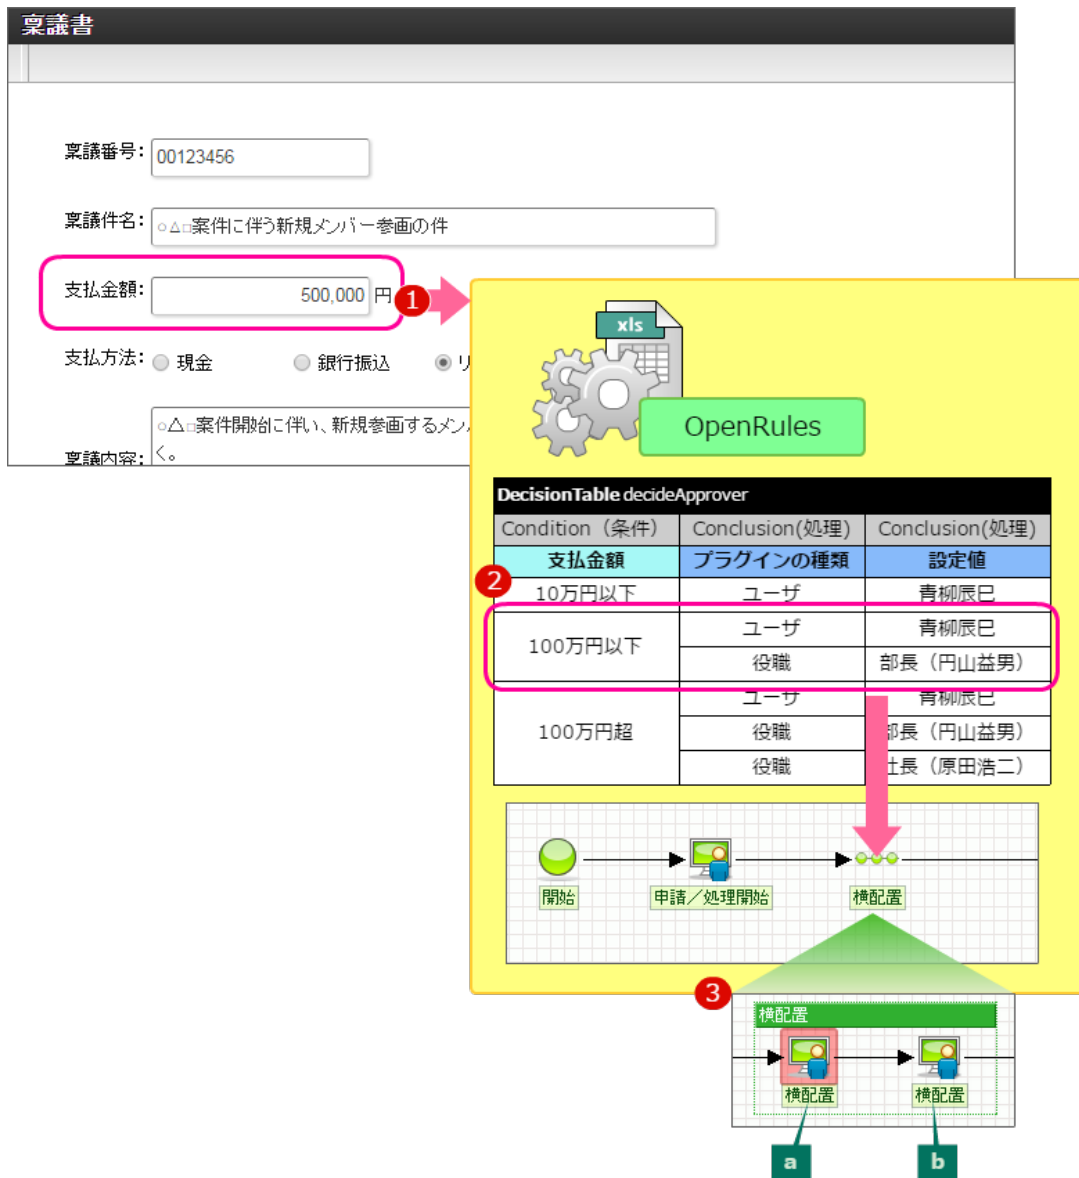 稟議書
稟議番号: 00123456
稟議件名: ○△□案件に伴う新規メンバー参画の件
支払金額: 500,000 円
1
支払方法: 現金 銀行振込 リ
○△□案件開始に伴い、新規参画するメン
く。
稟議内容:
xls
OpenRules
DecisionTable decideApprover
Condition（条件） Conclusion(処理) Conclusion(処理)
支払金額 プラグインの種類 設定値
2
10万円以下 ユーザ 青柳辰巳
100万円以下 ユーザ 青柳辰巳
役職 部長（円山益男）
100万円超 ユーザ 青柳辰巳
役職 部長（円山益男）
役職 社長（原田浩二）
開始 申請／処理開始 横配置
3
横配置
横配置 横配置
a b